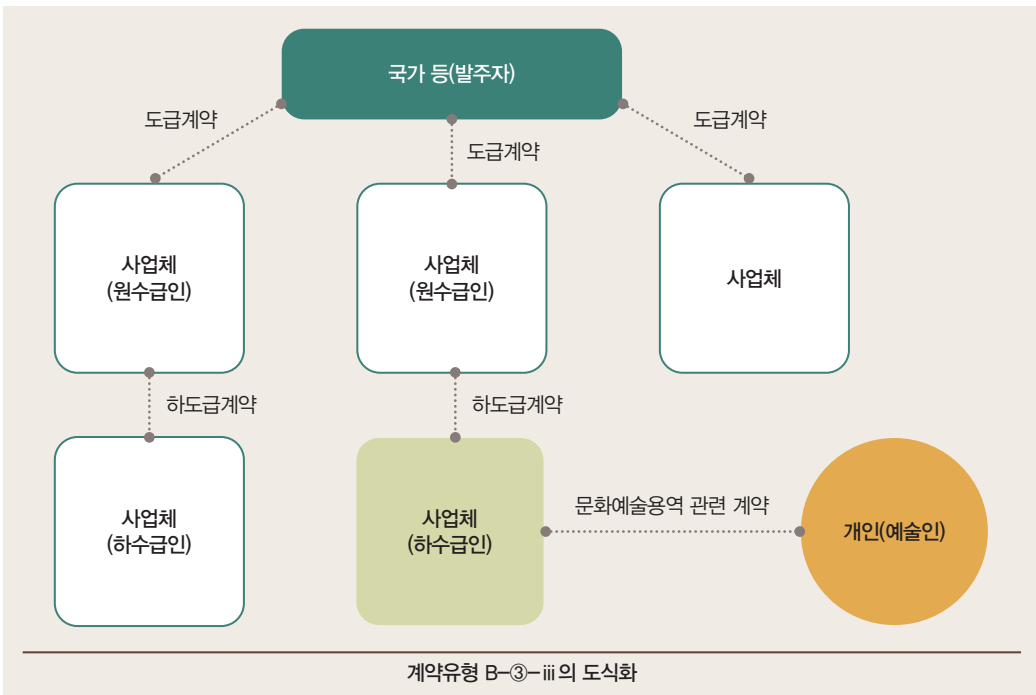 국가 등(발주자)
도급계약
도급계약
도급계약
사업체
(원수급인)
사업체
(원수급인)
사업체
하도급계약
하도급계약
사업체
(하수급인)
사업체
(하수급인)
문화예술용역 관련 계약
개인(예술인)
계약유형 B-③-ⅲ의 도식화